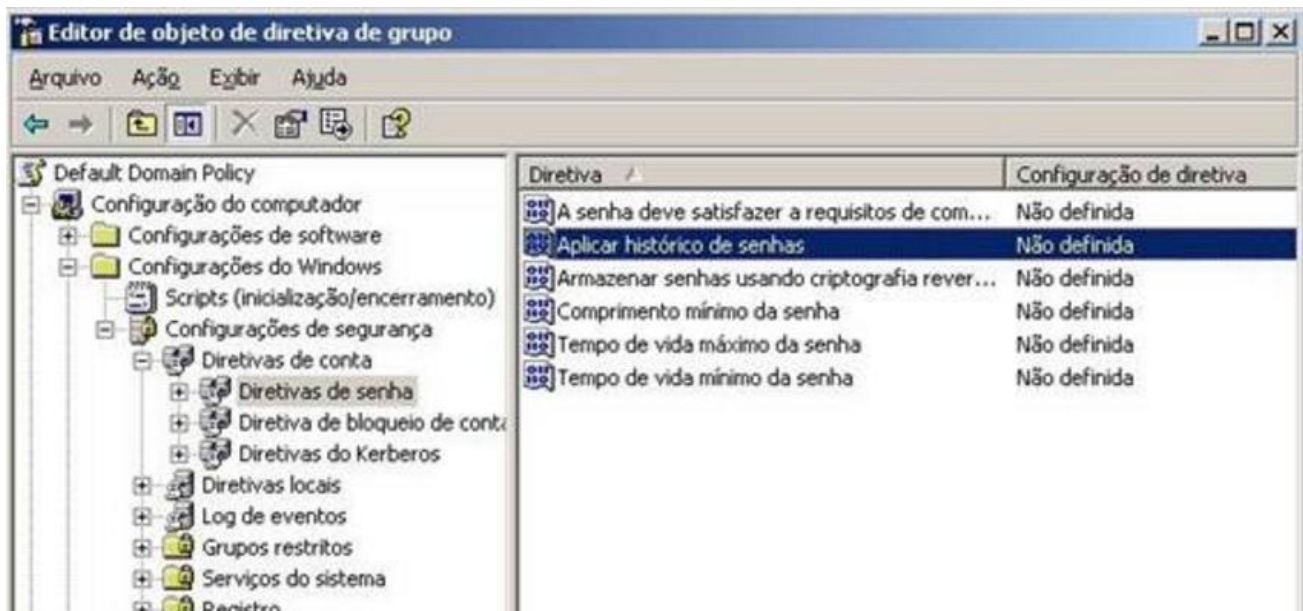 Editor de objeto de diretiva de grupo
Arquivo Ação Exibir Ajuda
Default Domain Policy
Configuração do computador
Configurações de software
Configurações do Windows
Scripts (inicialização/encerramento)
Configurações de segurança
Diretivas de conta
Diretivas de senha
Diretiva de bloqueio de conta
Diretivas do Kerberos
Diretivas locais
Log de eventos
Grupos restritos
Serviços do sistema
Registro
Diretiva Configuração de diretiva
A senha deve satisfazer a requisitos de com... Não definida
Aplicar histórico de senhas Não definida
Armazenar senhas usando criptografia rever... Não definida
Comprimento mínimo da senha Não definida
Tempo de vida máximo da senha Não definida
Tempo de vida mínimo da senha Não definida